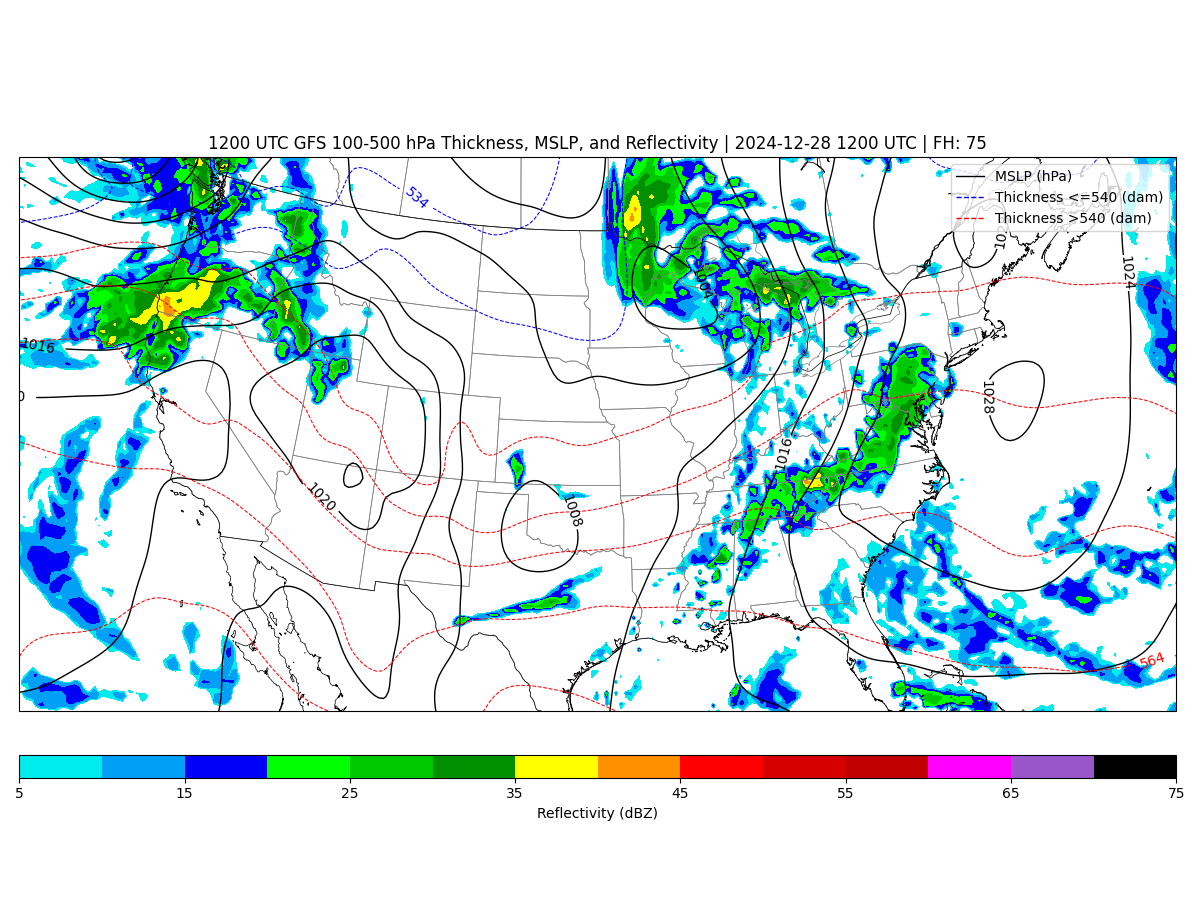 1200 UTC GFS 100-500 hPa Thickness, MSLP, and Reflectivity | 2024-12-28 1200 UTC | FH: 75
MSLP (hPa)
Thickness <=540 (dam)
Thickness >540 (dam)
534
1004
1024
1016
0
1028
1016
1020
1008
564
5 15 25 35 45 55 65 75
Reflectivity (dBZ)